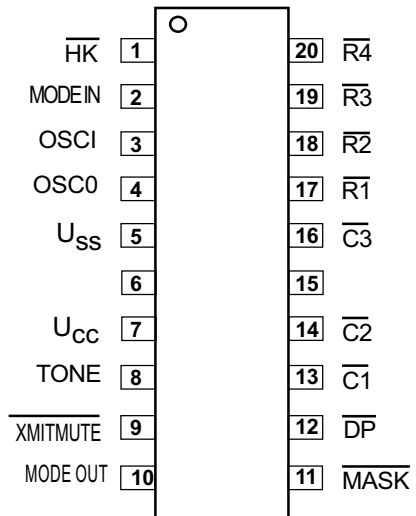 HK 1 20 R4
MODEIN 2 19 R3
OSCI 3 18 R2
OSC0 4 17 R1
Uss 5 16 C3
6 15
Ucc 7 14 C2
TONE 8 13 C1
XMITMUTE 9 12 DP
MODE OUT 10 11 MASK